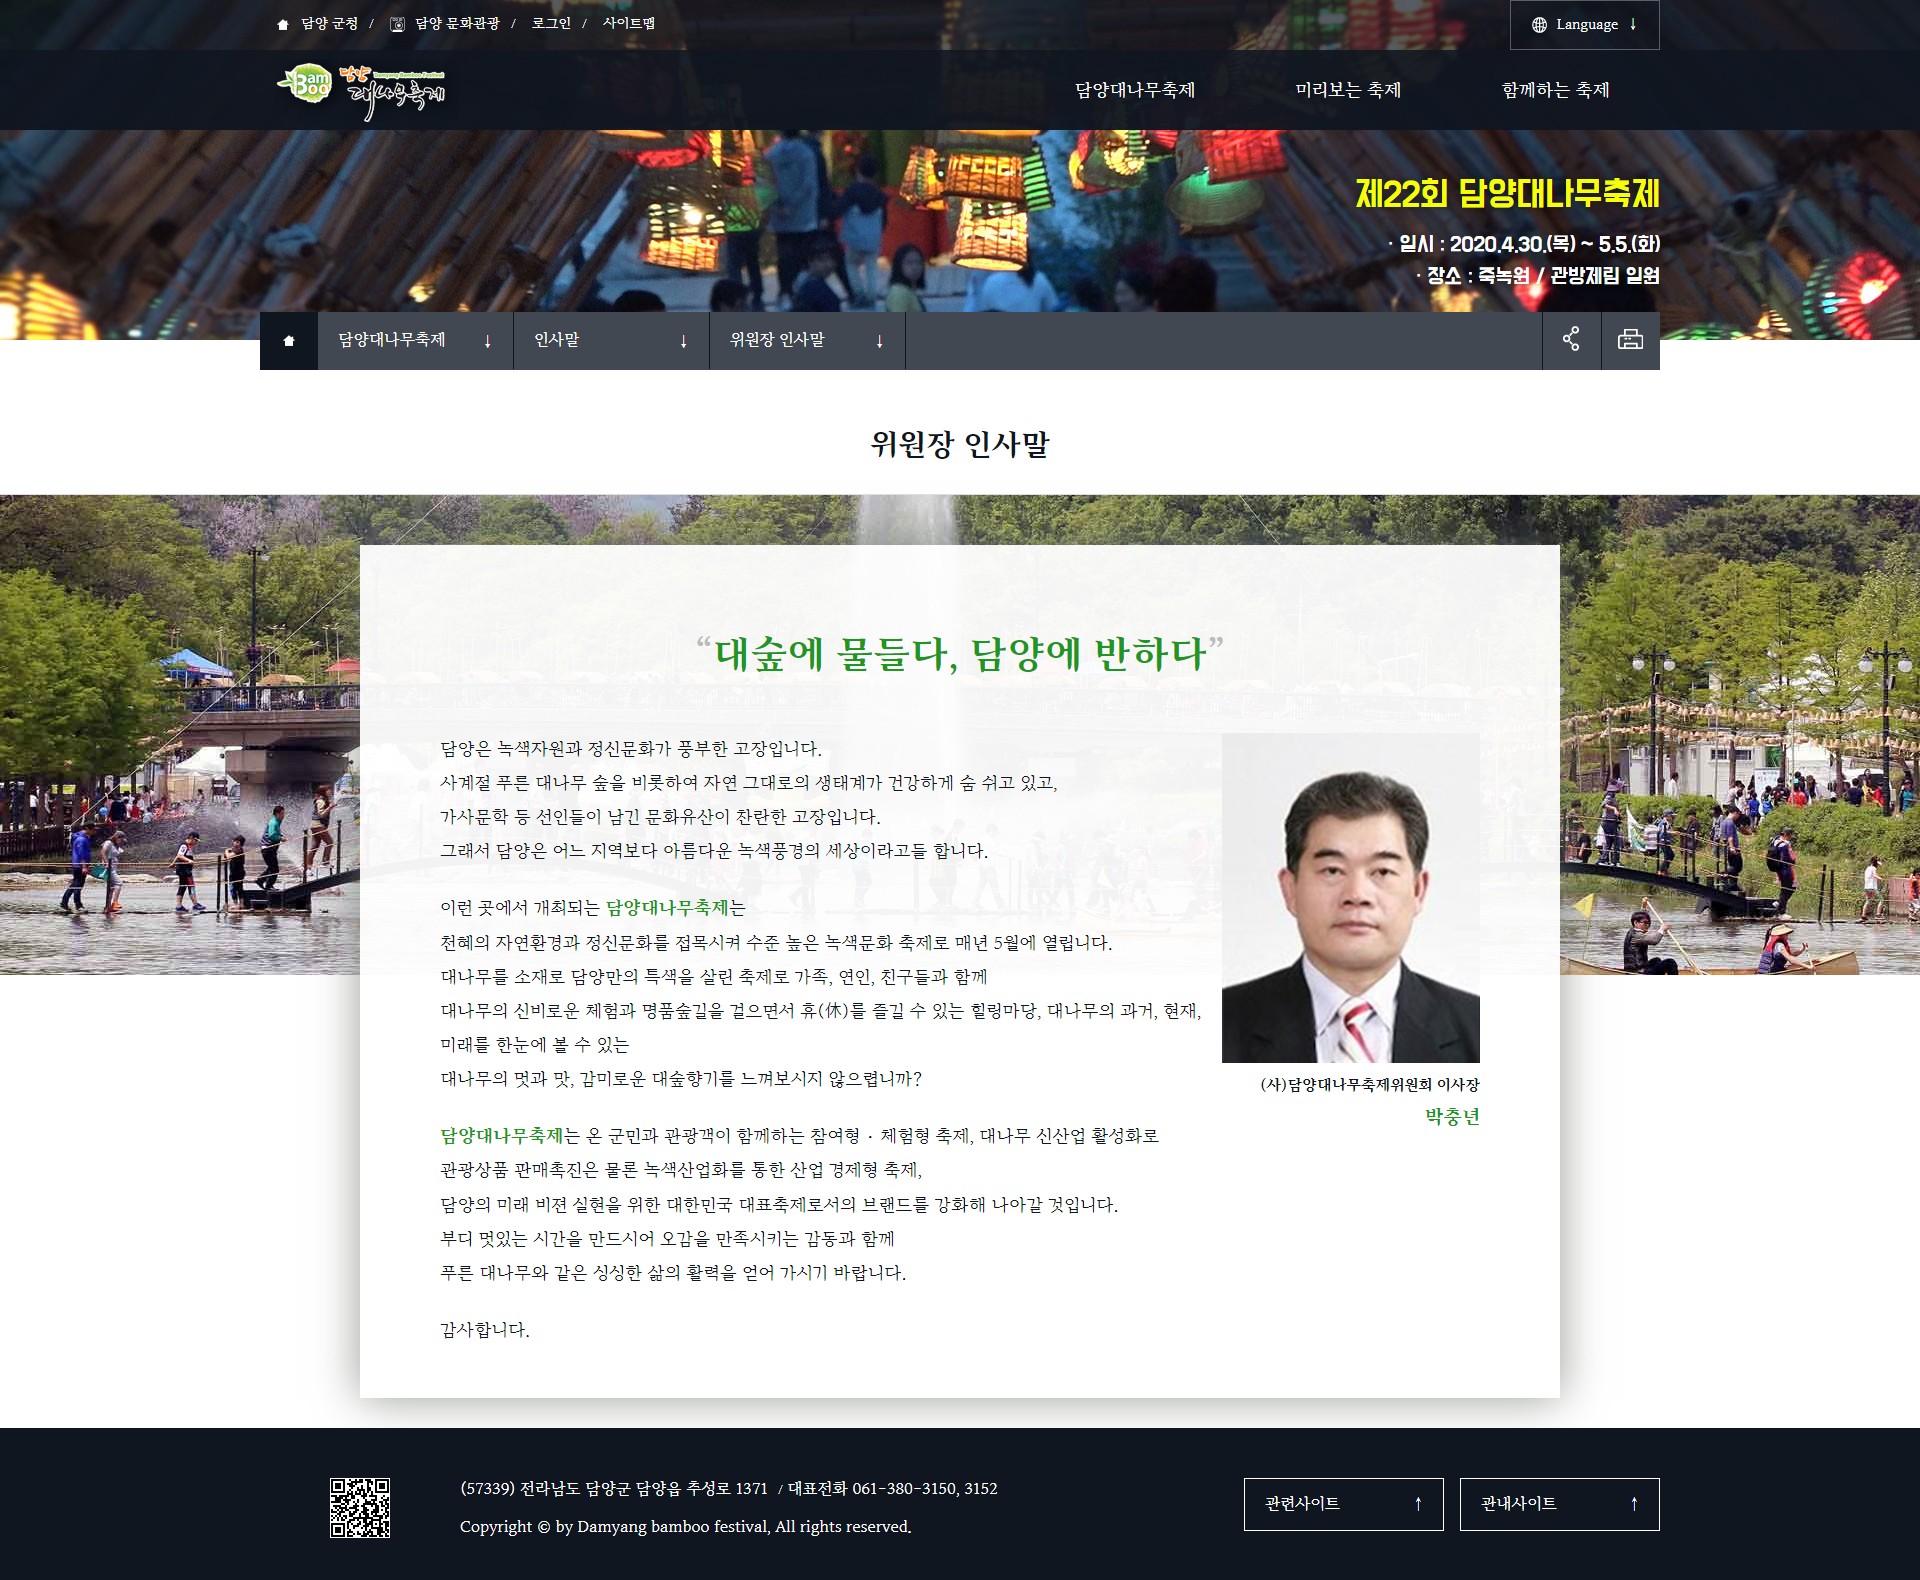 담양 군청 /
담양 문화관광 /
로그인 /
사이트맵
Language ↓
Bam Boo 담양 Damyang Bamboo Festival 대나무축제
담양대나무축제
미리보는 축제
함께하는 축제
제22회 담양대나무축제
· 일시 : 2020.4.30.(목) ~ 5.5.(화)
· 장소 : 죽녹원 / 관방제림 일원
담양대나무축제 ↓
인사말 ↓
위원장 인사말 ↓
위원장 인사말
“대숲에 물들다, 담양에 반하다”
담양은 녹색자원과 정신문화가 풍부한 고장입니다.
사계절 푸른 대나무 숲을 비롯하여 자연 그대로의 생태계가 건강하게 숨 쉬고 있고,
가사문학 등 선인들이 남긴 문화유산이 찬란한 고장입니다.
그래서 담양은 어느 지역보다 아름다운 녹색풍경의 세상이라고들 합니다.
이런 곳에서 개최되는 담양대나무축제는
천혜의 자연환경과 정신문화를 접목시켜 수준 높은 녹색문화 축제로 매년 5월에 열립니다.
대나무를 소재로 담양만의 특색을 살린 축제로 가족, 연인, 친구들과 함께
대나무의 신비로운 체험과 명품숲길을 걸으면서 휴(休)를 즐길 수 있는 힐링마당, 대나무의 과거, 현재,
미래를 한눈에 볼 수 있는
대나무의 멋과 맛, 감미로운 대숲향기를 느껴보시지 않으렵니까?
담양대나무축제는 온 군민과 관광객이 함께하는 참여형 · 체험형 축제, 대나무 신산업 활성화로
관광상품 판매촉진은 물론 녹색산업화를 통한 산업 경제형 축제,
담양의 미래 비젼 실현을 위한 대한민국 대표축제로서의 브랜드를 강화해 나아갈 것입니다.
부디 멋있는 시간을 만드시어 오감을 만족시키는 감동과 함께
푸른 대나무와 같은 싱싱한 삶의 활력을 얻어 가시기 바랍니다.
감사합니다.
(사)담양대나무축제위원회 이사장
박충년
(57339) 전라남도 담양군 담양읍 추성로 1371 / 대표전화 061-380-3150, 3152
Copyright © by Damyang bamboo festival, All rights reserved.
관련사이트 ↑
관내사이트 ↑